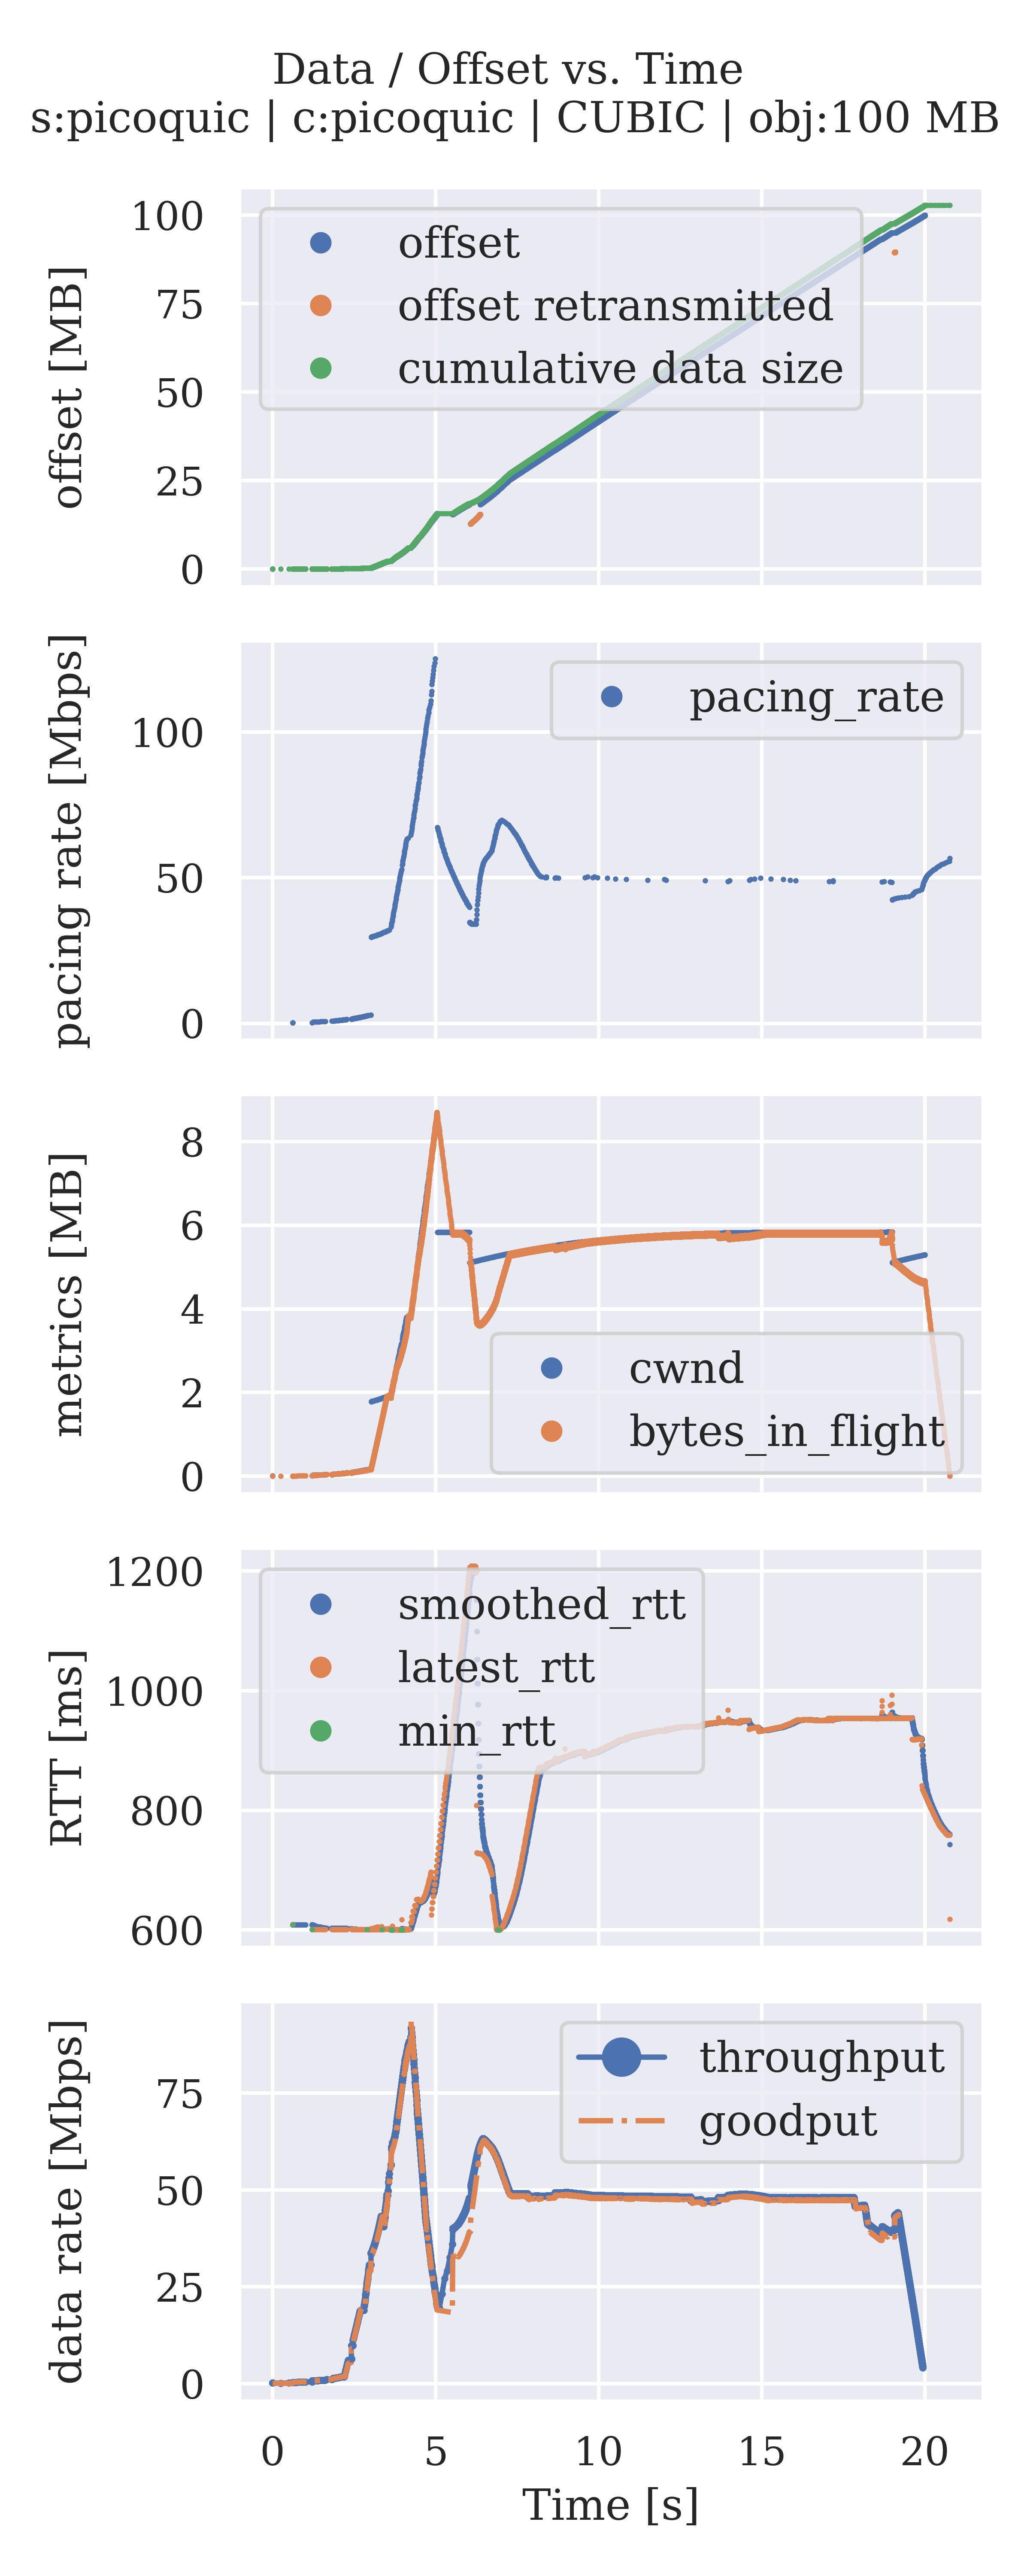 Data / Offset vs. Time
s:picoquic | c:picoquic | CUBIC | obj:100 MB
offset [MB]
100
75
50
25
0
offset
offset retransmitted
cumulative data size
pacing rate [Mbps]
100
50
0
pacing_rate
metrics [MB]
8
6
4
2
0
cwnd
bytes_in_flight
RTT [ms]
1200
1000
800
600
smoothed_rtt
latest_rtt
min_rtt
data rate [Mbps]
75
50
25
0
throughput
goodput
0 5 10 15 20
Time [s]